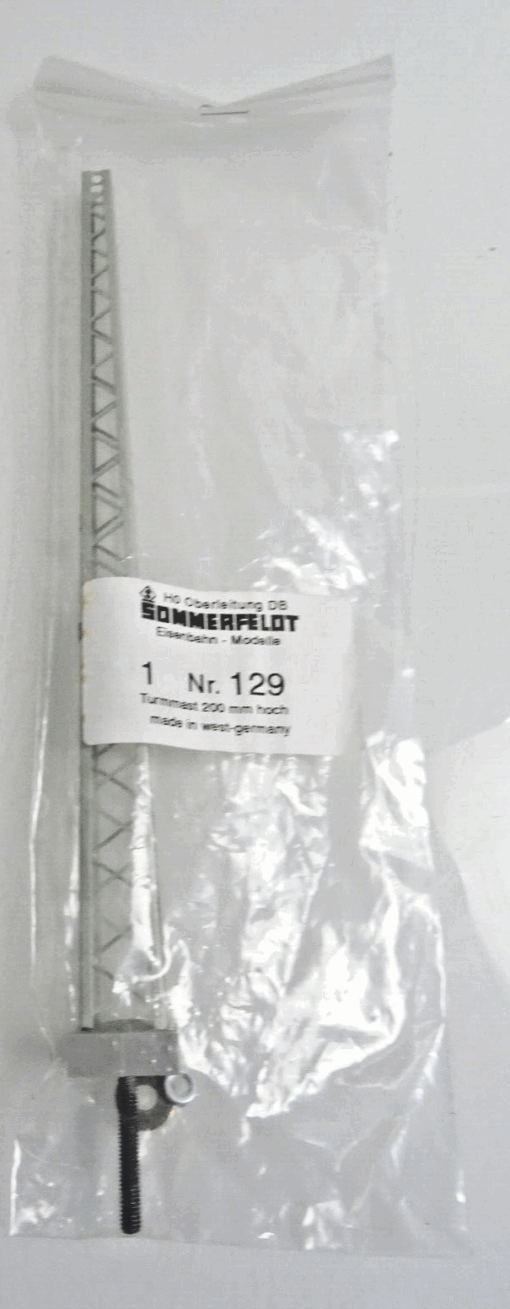 H0 Oberleitung DB
SOMMERFELDT
Eisenbahn - Modelle
1 Nr. 129
Turmmast 200 mm hoch
made in west-germany